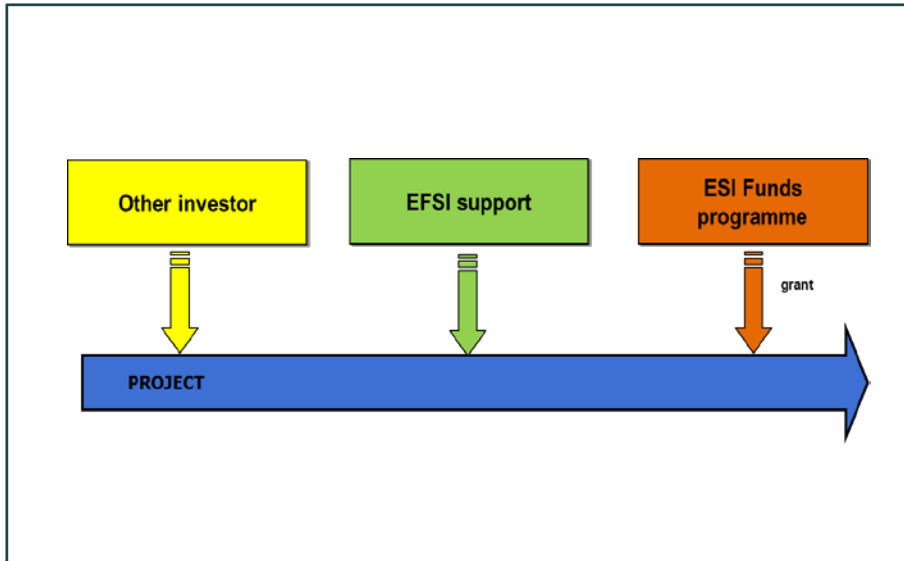 Other investor
EFSI support
ESI Funds
programme
grant
PROJECT